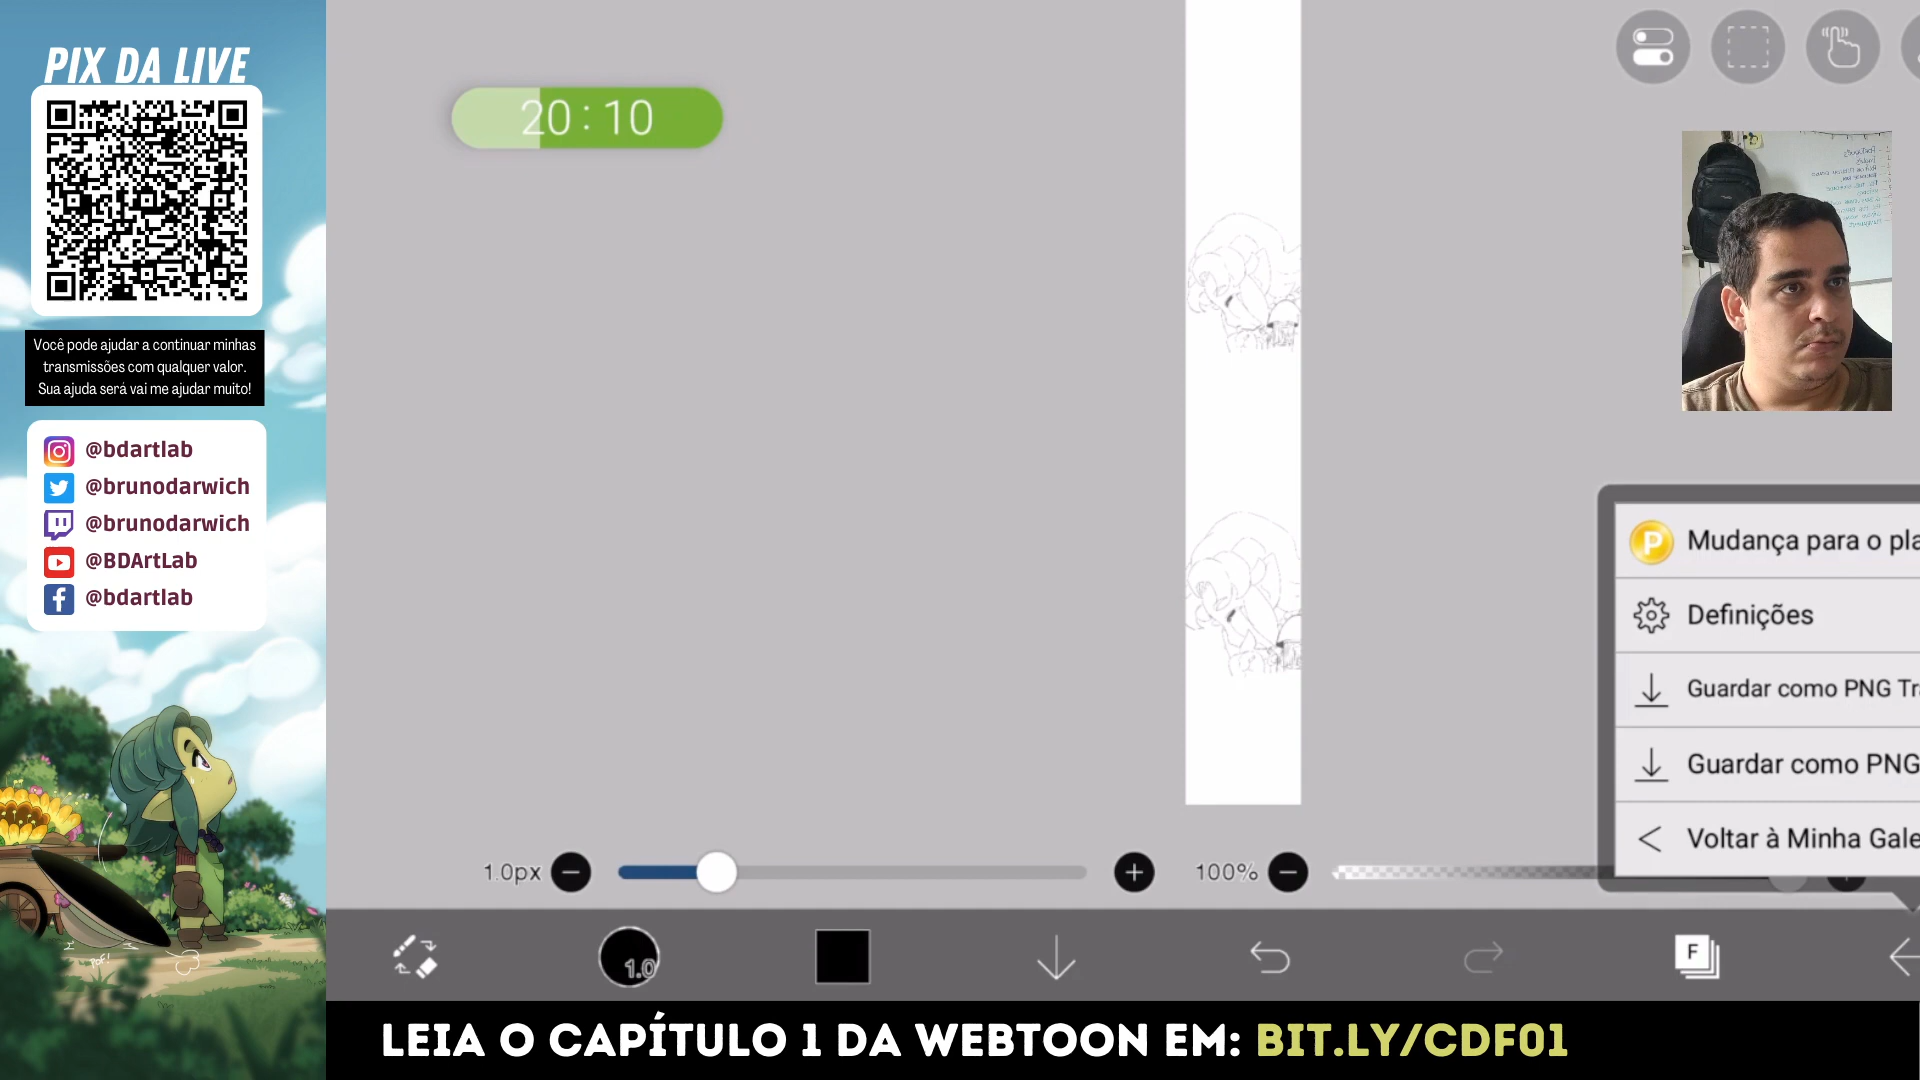 PIX DA LIVE
Você pode ajudar a continuar minhas
transmissões com qualquer valor.
Sua ajuda será vai me ajudar muito!
@bdartlab
@brunodarwich
@brunodarwich
@BDArtLab
@bdartlab
POF!
20:10
P
Mudança para o pla
Definições
Guardar como PNG Tra
Guardar como PNG
Voltar à Minha Gale
1.0px
100%
1.0
F
LEIA O CAPÍTULO 1 DA WEBTOON EM: BIT.LY/CDF01